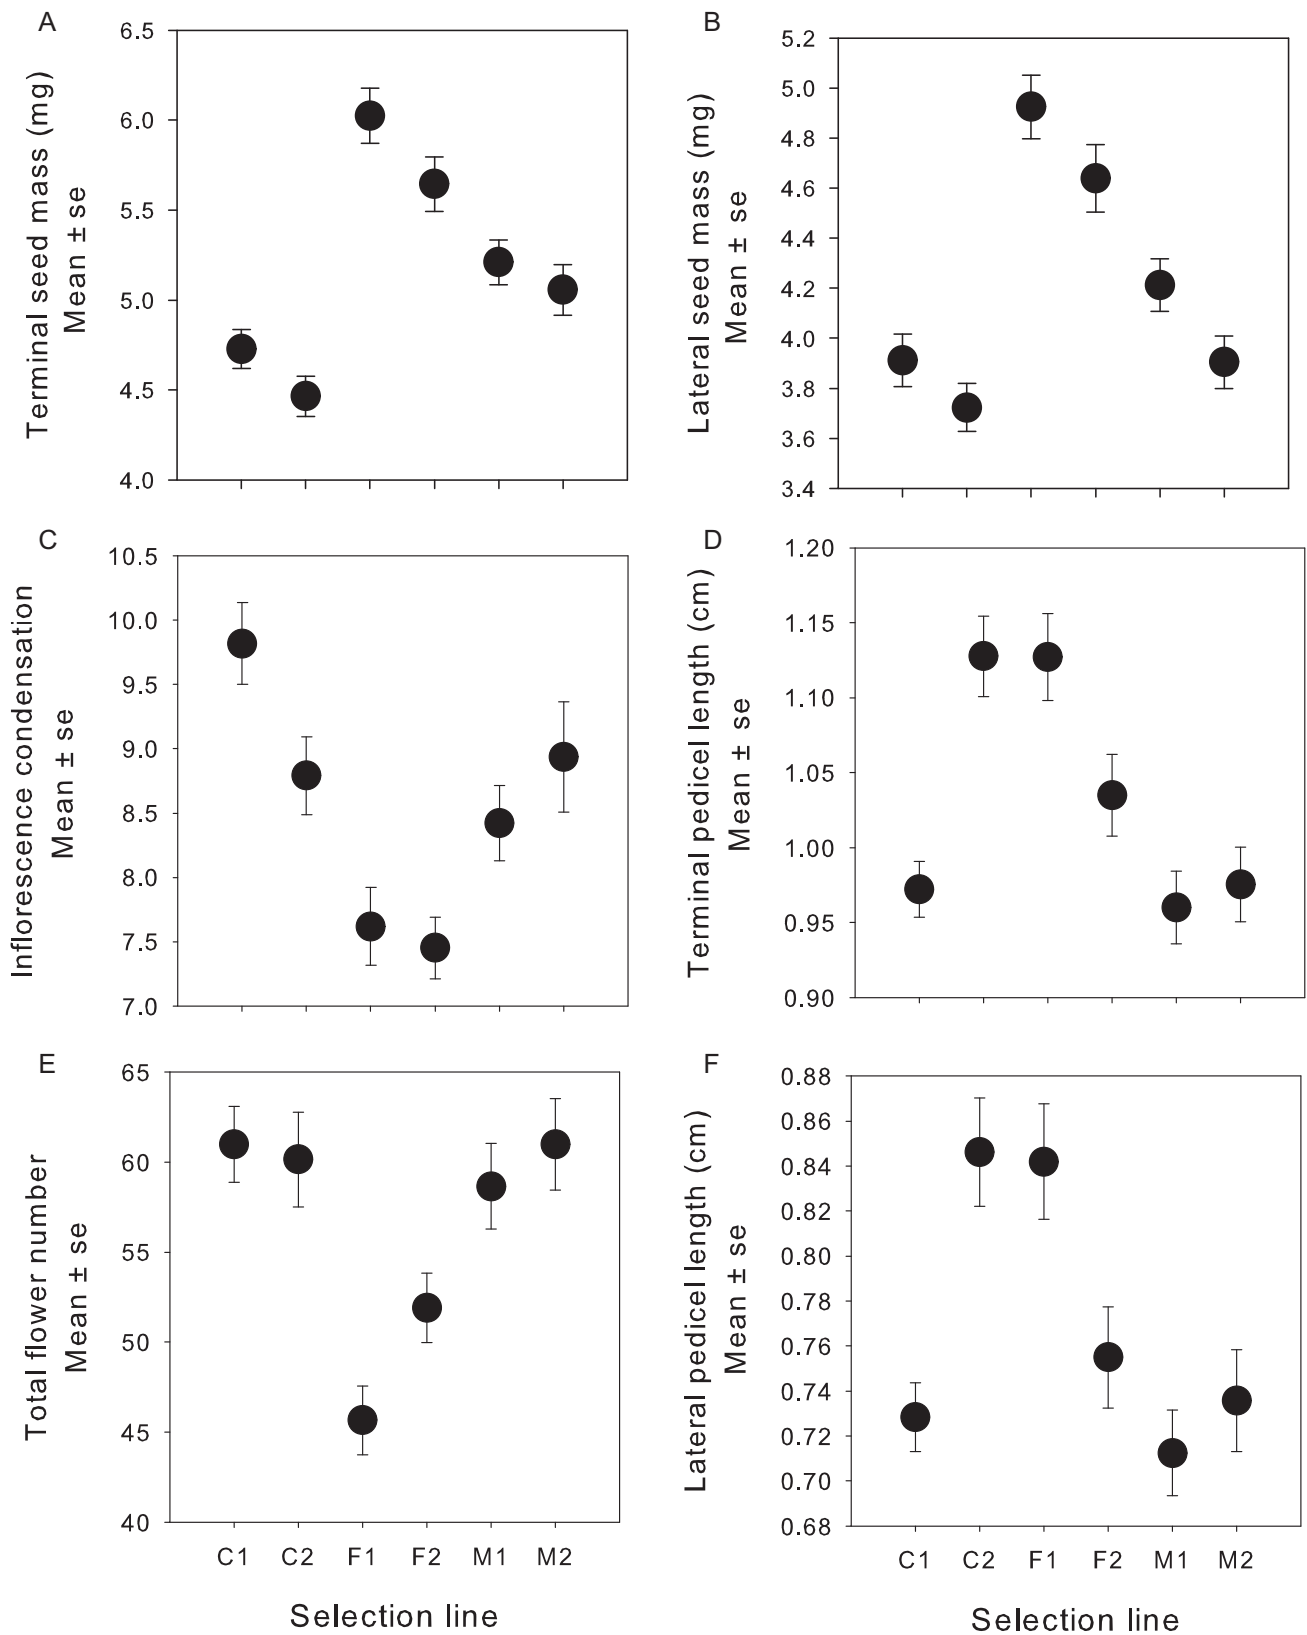 A
Terminal seed mass (mg)
Mean ± se
6.5
6.0
5.5
5.0
4.5
4.0
B
Lateral seed mass (mg)
Mean ± se
5.2
5.0
4.8
4.6
4.4
4.2
4.0
3.8
3.6
3.4
C
Inflorescence condensation
Mean ± se
10.5
10.0
9.5
9.0
8.5
8.0
7.5
7.0
D
Terminal pedicel length (cm)
Mean ± se
1.20
1.15
1.10
1.05
1.00
0.95
0.90
E
Total flower number
Mean ± se
65
60
55
50
45
40
C1 C2 F1 F2 M1 M2
Selection line
F
Lateral pedicel length (cm)
Mean ± se
0.88
0.86
0.84
0.82
0.80
0.78
0.76
0.74
0.72
0.70
0.68
C1 C2 F1 F2 M1 M2
Selection line